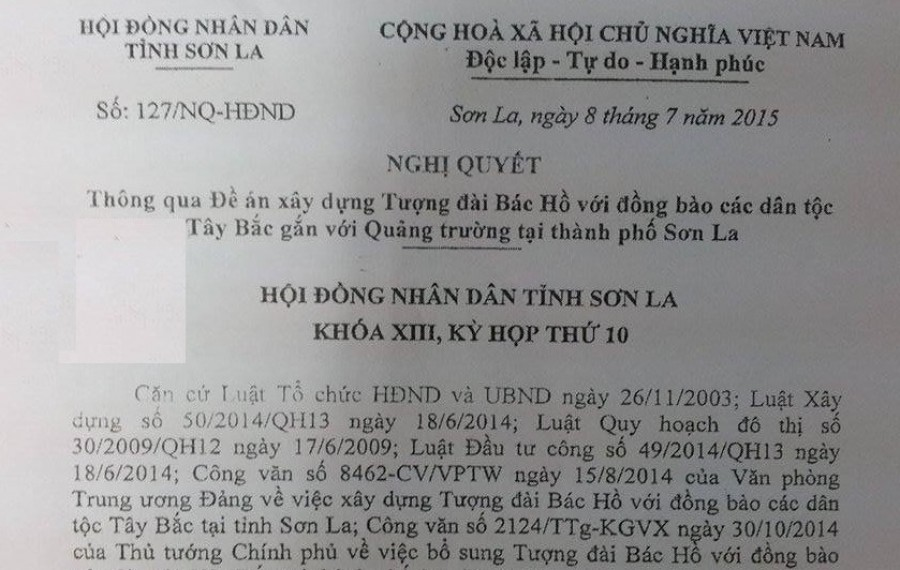 HỘI ĐỒNG NHÂN DÂN
TỈNH SƠN LA
CỘNG HOÀ XÃ HỘI CHỦ NGHĨA VIỆT NAM
Độc lập - Tự do - Hạnh phúc
Số: 127/NQ-HĐND
Sơn La, ngày 8 tháng 7 năm 2015
NGHỊ QUYẾT
Thông qua Đề án xây dựng Tượng đài Bác Hồ với đồng bào các dân tộc
Tây Bắc gắn với Quảng trường tại thành phố Sơn La
HỘI ĐỒNG NHÂN DÂN TỈNH SƠN LA
KHÓA XIII, KỲ HỌP THỨ 10
Căn cứ Luật Tổ chức HĐND và UBND ngày 26/11/2003; Luật Xây
dựng số 50/2014/QH13 ngày 18/6/2014; Luật Quy hoạch đô thị số
30/2009/QH12 ngày 17/6/2009; Luật Đầu tư công số 49/2014/QH13 ngày
18/6/2014; Công văn số 8462-CV/VPTW ngày 15/8/2014 của Văn phòng
Trung ương Đảng về việc xây dựng Tượng đài Bác Hồ với đồng bào các dân
tộc Tây Bắc tại tỉnh Sơn La; Công văn số 2124/TTg-KGVX ngày 30/10/2014
của Thủ tướng Chính phủ về việc bổ sung Tượng đài Bác Hồ với đồng bào